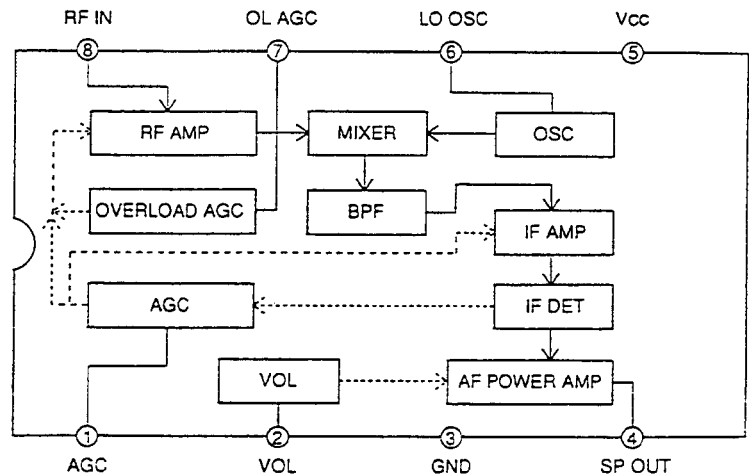 RF IN OL AGC LO OSC Vcc
8 7 6 5
RF AMP MIXER OSC
OVERLOAD AGC BPF
IF AMP
AGC IF DET
VOL AF POWER AMP
1 2 3 4
AGC VOL GND SP OUT